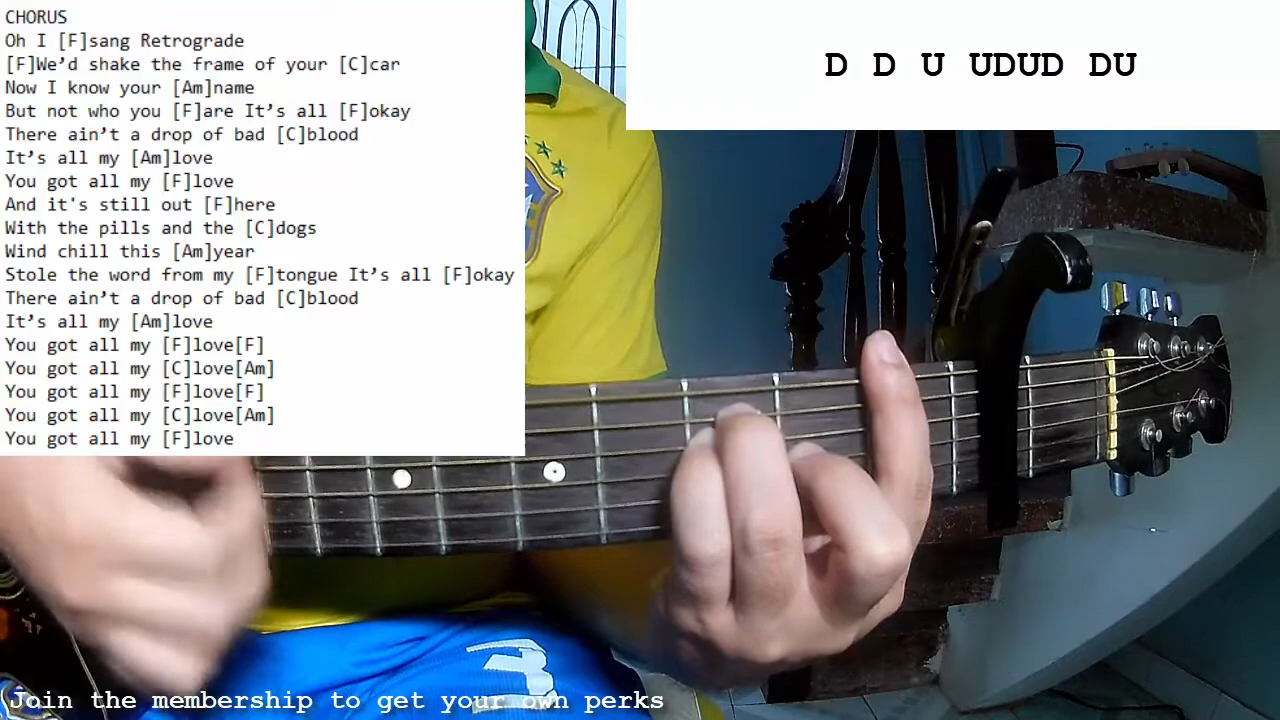 CHORUS
Oh I [F]sang Retrograde
[F]We’d shake the frame of your [C]car
Now I know your [Am]name
But not who you [F]are It’s all [F]okay
There ain’t a drop of bad [C]blood
It’s all my [Am]love
You got all my [F]love
And it's still out [F]here
With the pills and the [C]dogs
Wind chill this [Am]year
Stole the word from my [F]tongue It’s all [F]okay
There ain’t a drop of bad [C]blood
It’s all my [Am]love
You got all my [F]love[F]
You got all my [C]love[Am]
You got all my [F]love[F]
You got all my [C]love[Am]
You got all my [F]love
D D U UDUD DU
Join the membership to get your own perks